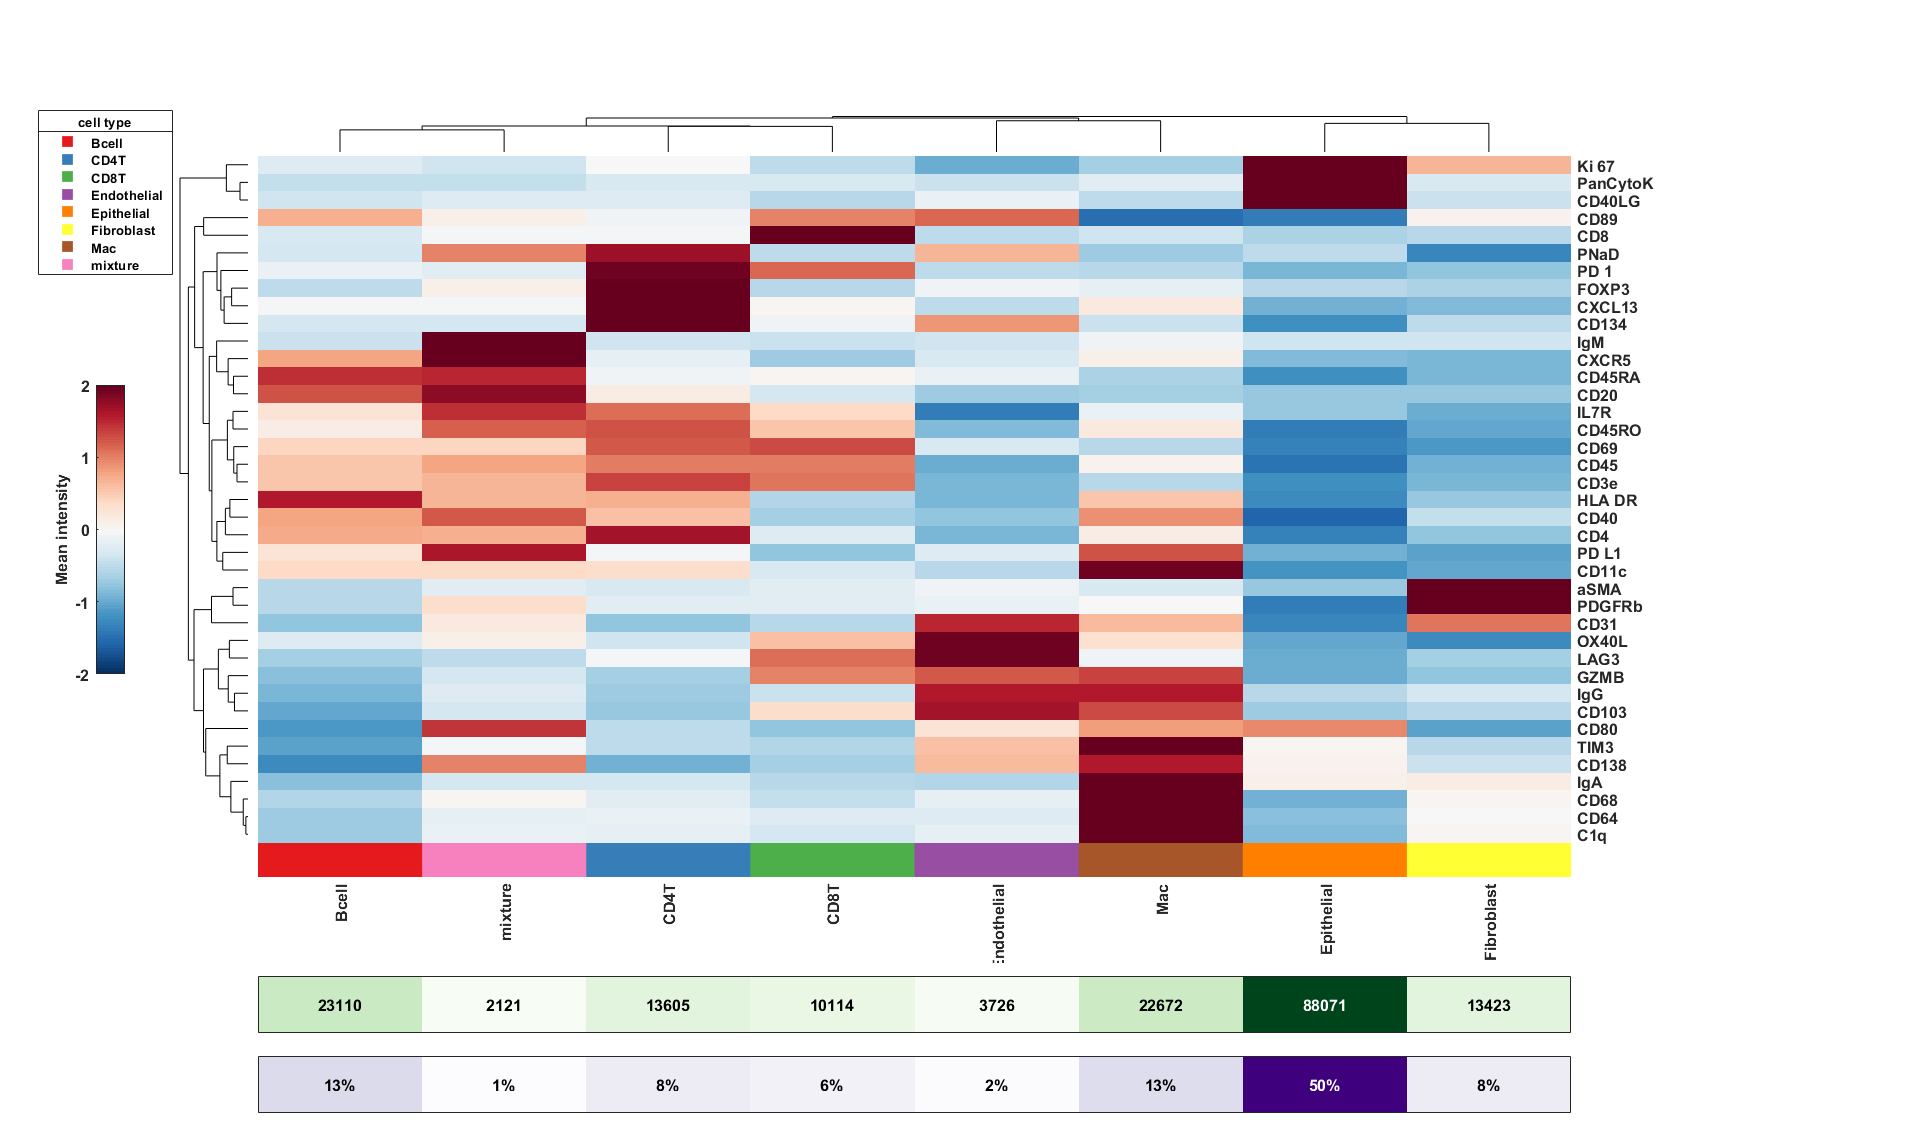 cell type
Bcell
CD4T
CD8T
Endothelial
Epithelial
Fibroblast
Mac
mixture
Ki 67
PanCytoK
CD40LG
CD89
CD8
PNaD
PD 1
FOXP3
CXCL13
CD134
IgM
CXCR5
CD45RA
CD20
IL7R
CD45RO
CD69
CD45
CD3e
HLA DR
CD40
CD4
PD L1
CD11c
aSMA
PDGFRb
CD31
OX40L
LAG3
GZMB
IgG
CD103
CD80
TIM3
CD138
IgA
CD68
CD64
C1q
Mean intensity
2
1
0
-1
-2
Bcell
mixture
CD4T
CD8T
Endothelial
Mac
Epithelial
Fibroblast
23110 2121 13605 10114 3726 22672 88071 13423
13% 1% 8% 6% 2% 13% 50% 8%